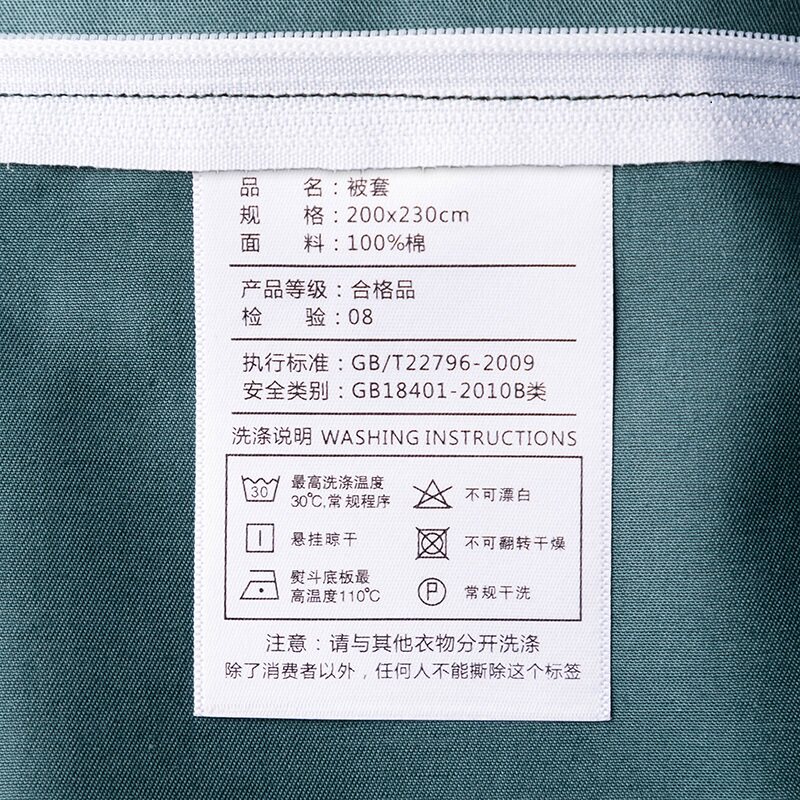 品 名：被套
规 格：200x230cm
面 料：100%棉
产品等级：合格品
检 验：08
执行标准：GB/T22796-2009
安全类别：GB18401-2010B类
洗涤说明 WASHING INSTRUCTIONS
30 最高洗涤温度 30℃,常规程序
不可漂白
悬挂晾干
不可翻转干燥
熨斗底板最高温度110℃
P 常规干洗
注意：请与其他衣物分开洗涤
除了消费者以外，任何人不能撕除这个标签